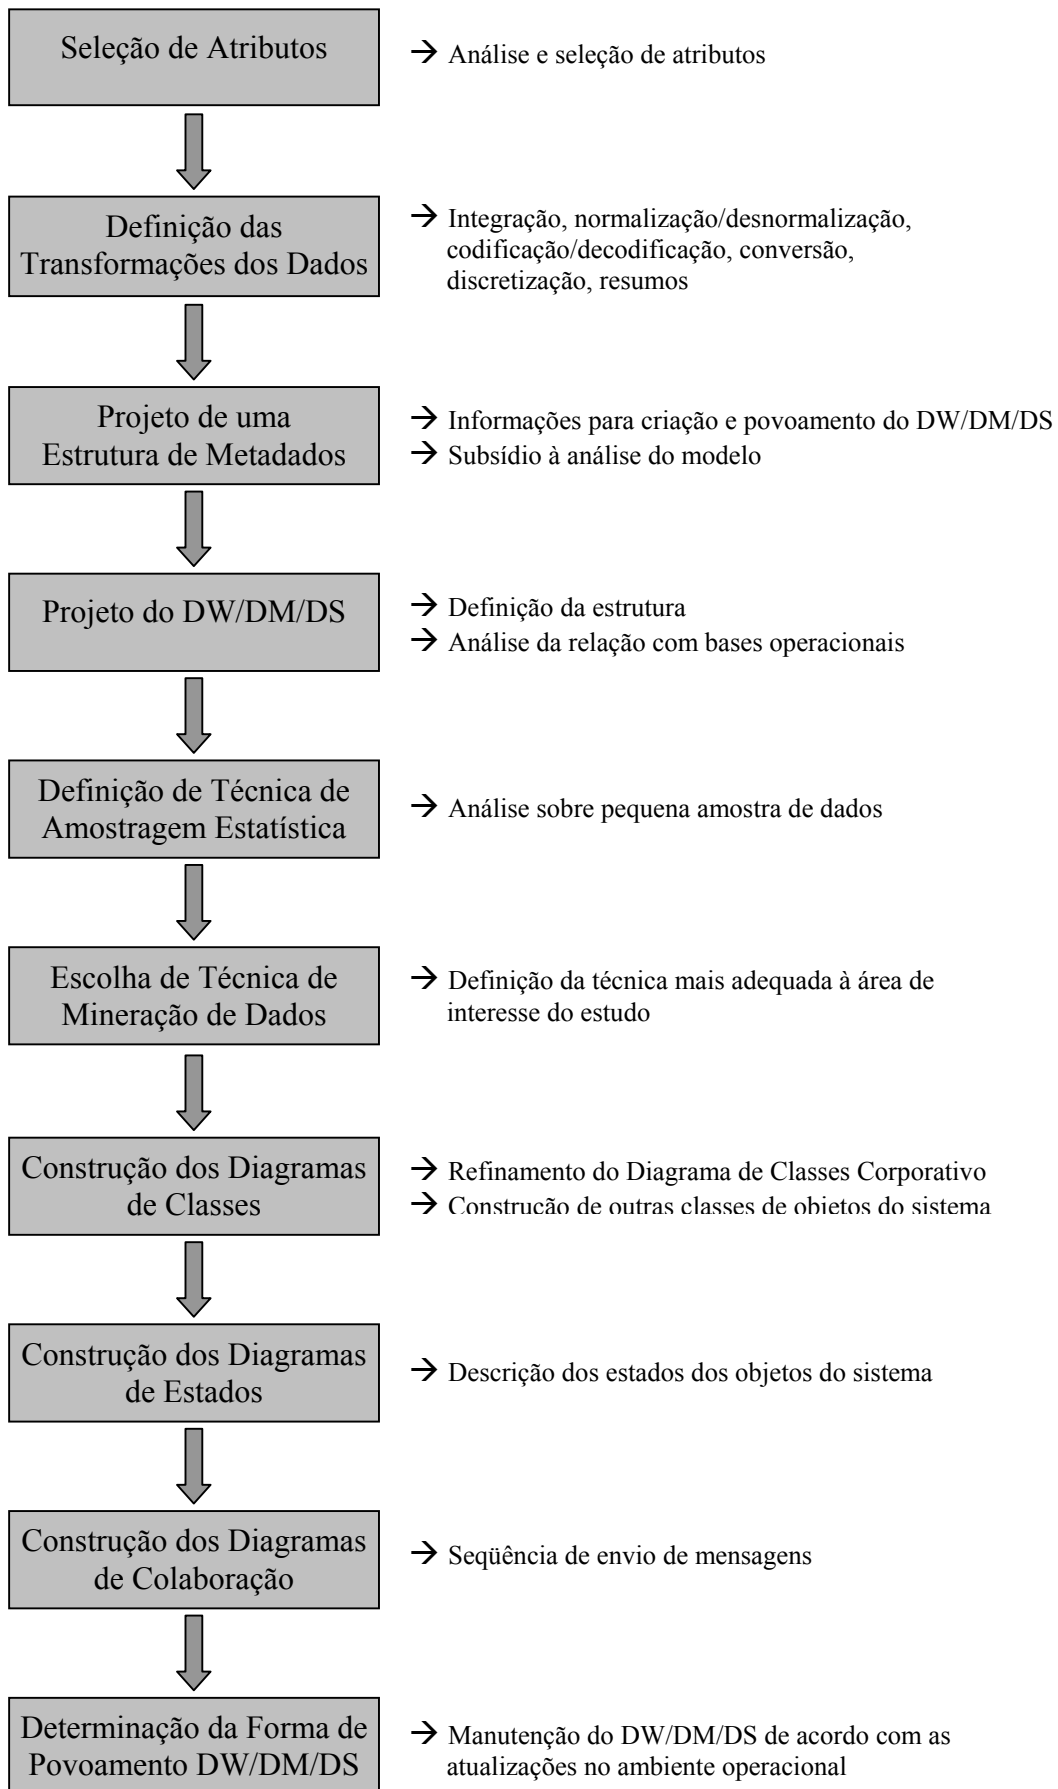 Seleção de Atributos
→ Análise e seleção de atributos
Definição das
Transformações dos Dados
→ Integração, normalização/desnormalização,
codificação/decodificação, conversão,
discretização, resumos
Projeto de uma
Estrutura de Metadados
→ Informações para criação e povoamento do DW/DM/DS
→ Subsídio à análise do modelo
Projeto do DW/DM/DS
→ Definição da estrutura
→ Análise da relação com bases operacionais
Definição de Técnica de
Amostragem Estatística
→ Análise sobre pequena amostra de dados
Escolha de Técnica de
Mineração de Dados
→ Definição da técnica mais adequada à área de
interesse do estudo
Construção dos Diagramas
de Classes
→ Refinamento do Diagrama de Classes Corporativo
→ Construção de outras classes de objetos do sistema
Construção dos Diagramas
de Estados
→ Descrição dos estados dos objetos do sistema
Construção dos Diagramas
de Colaboração
→ Seqüência de envio de mensagens
Determinação da Forma de
Povoamento DW/DM/DS
→ Manutenção do DW/DM/DS de acordo com as
atualizações no ambiente operacional